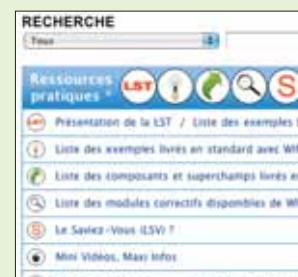 RECHERCHE
Tous
Ressources
pratiques *
LST
S
Présentation de la LST / Liste des exemples
Liste des exemples livrés en standard avec
Liste des composants et superchamps livrés
Liste des modules correctifs disponibles de
S
Le Saviez-Vous (LSV) ?
Mini Vidéos, Maxi Infos